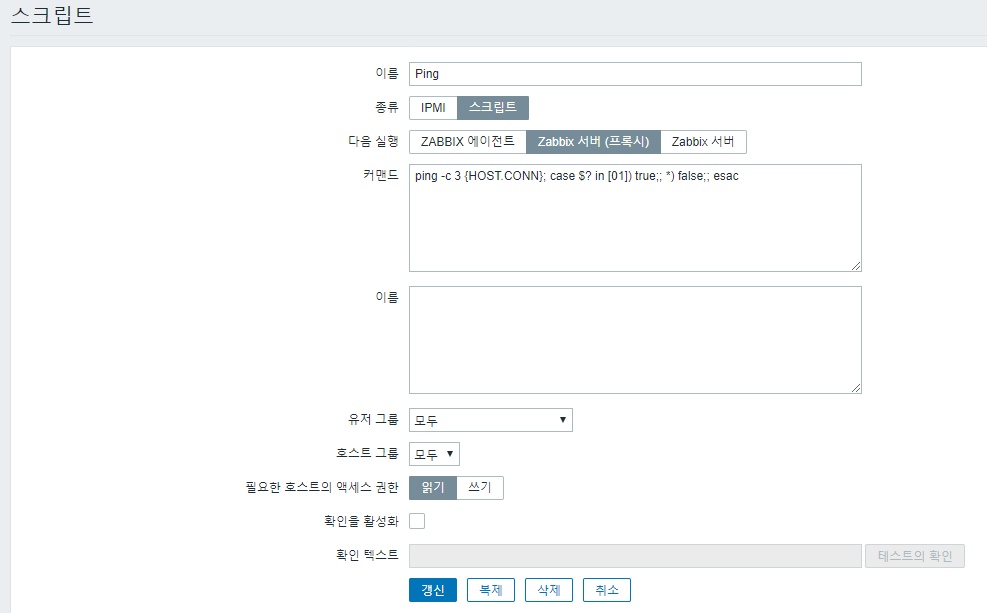 스크립트
이름 Ping
종류 IPMI 스크립트
다음 실행 ZABBIX 에이전트 Zabbix 서버 (프록시) Zabbix 서버
커맨드 ping -c 3 {HOST.CONN}; case $? in [01]) true;; *) false;; esac
이름
유저 그룹 모두
호스트 그룹 모두
필요한 호스트의 액세스 권한 읽기 쓰기
확인을 활성화
확인 텍스트 테스트의 확인
갱신 복제 삭제 취소